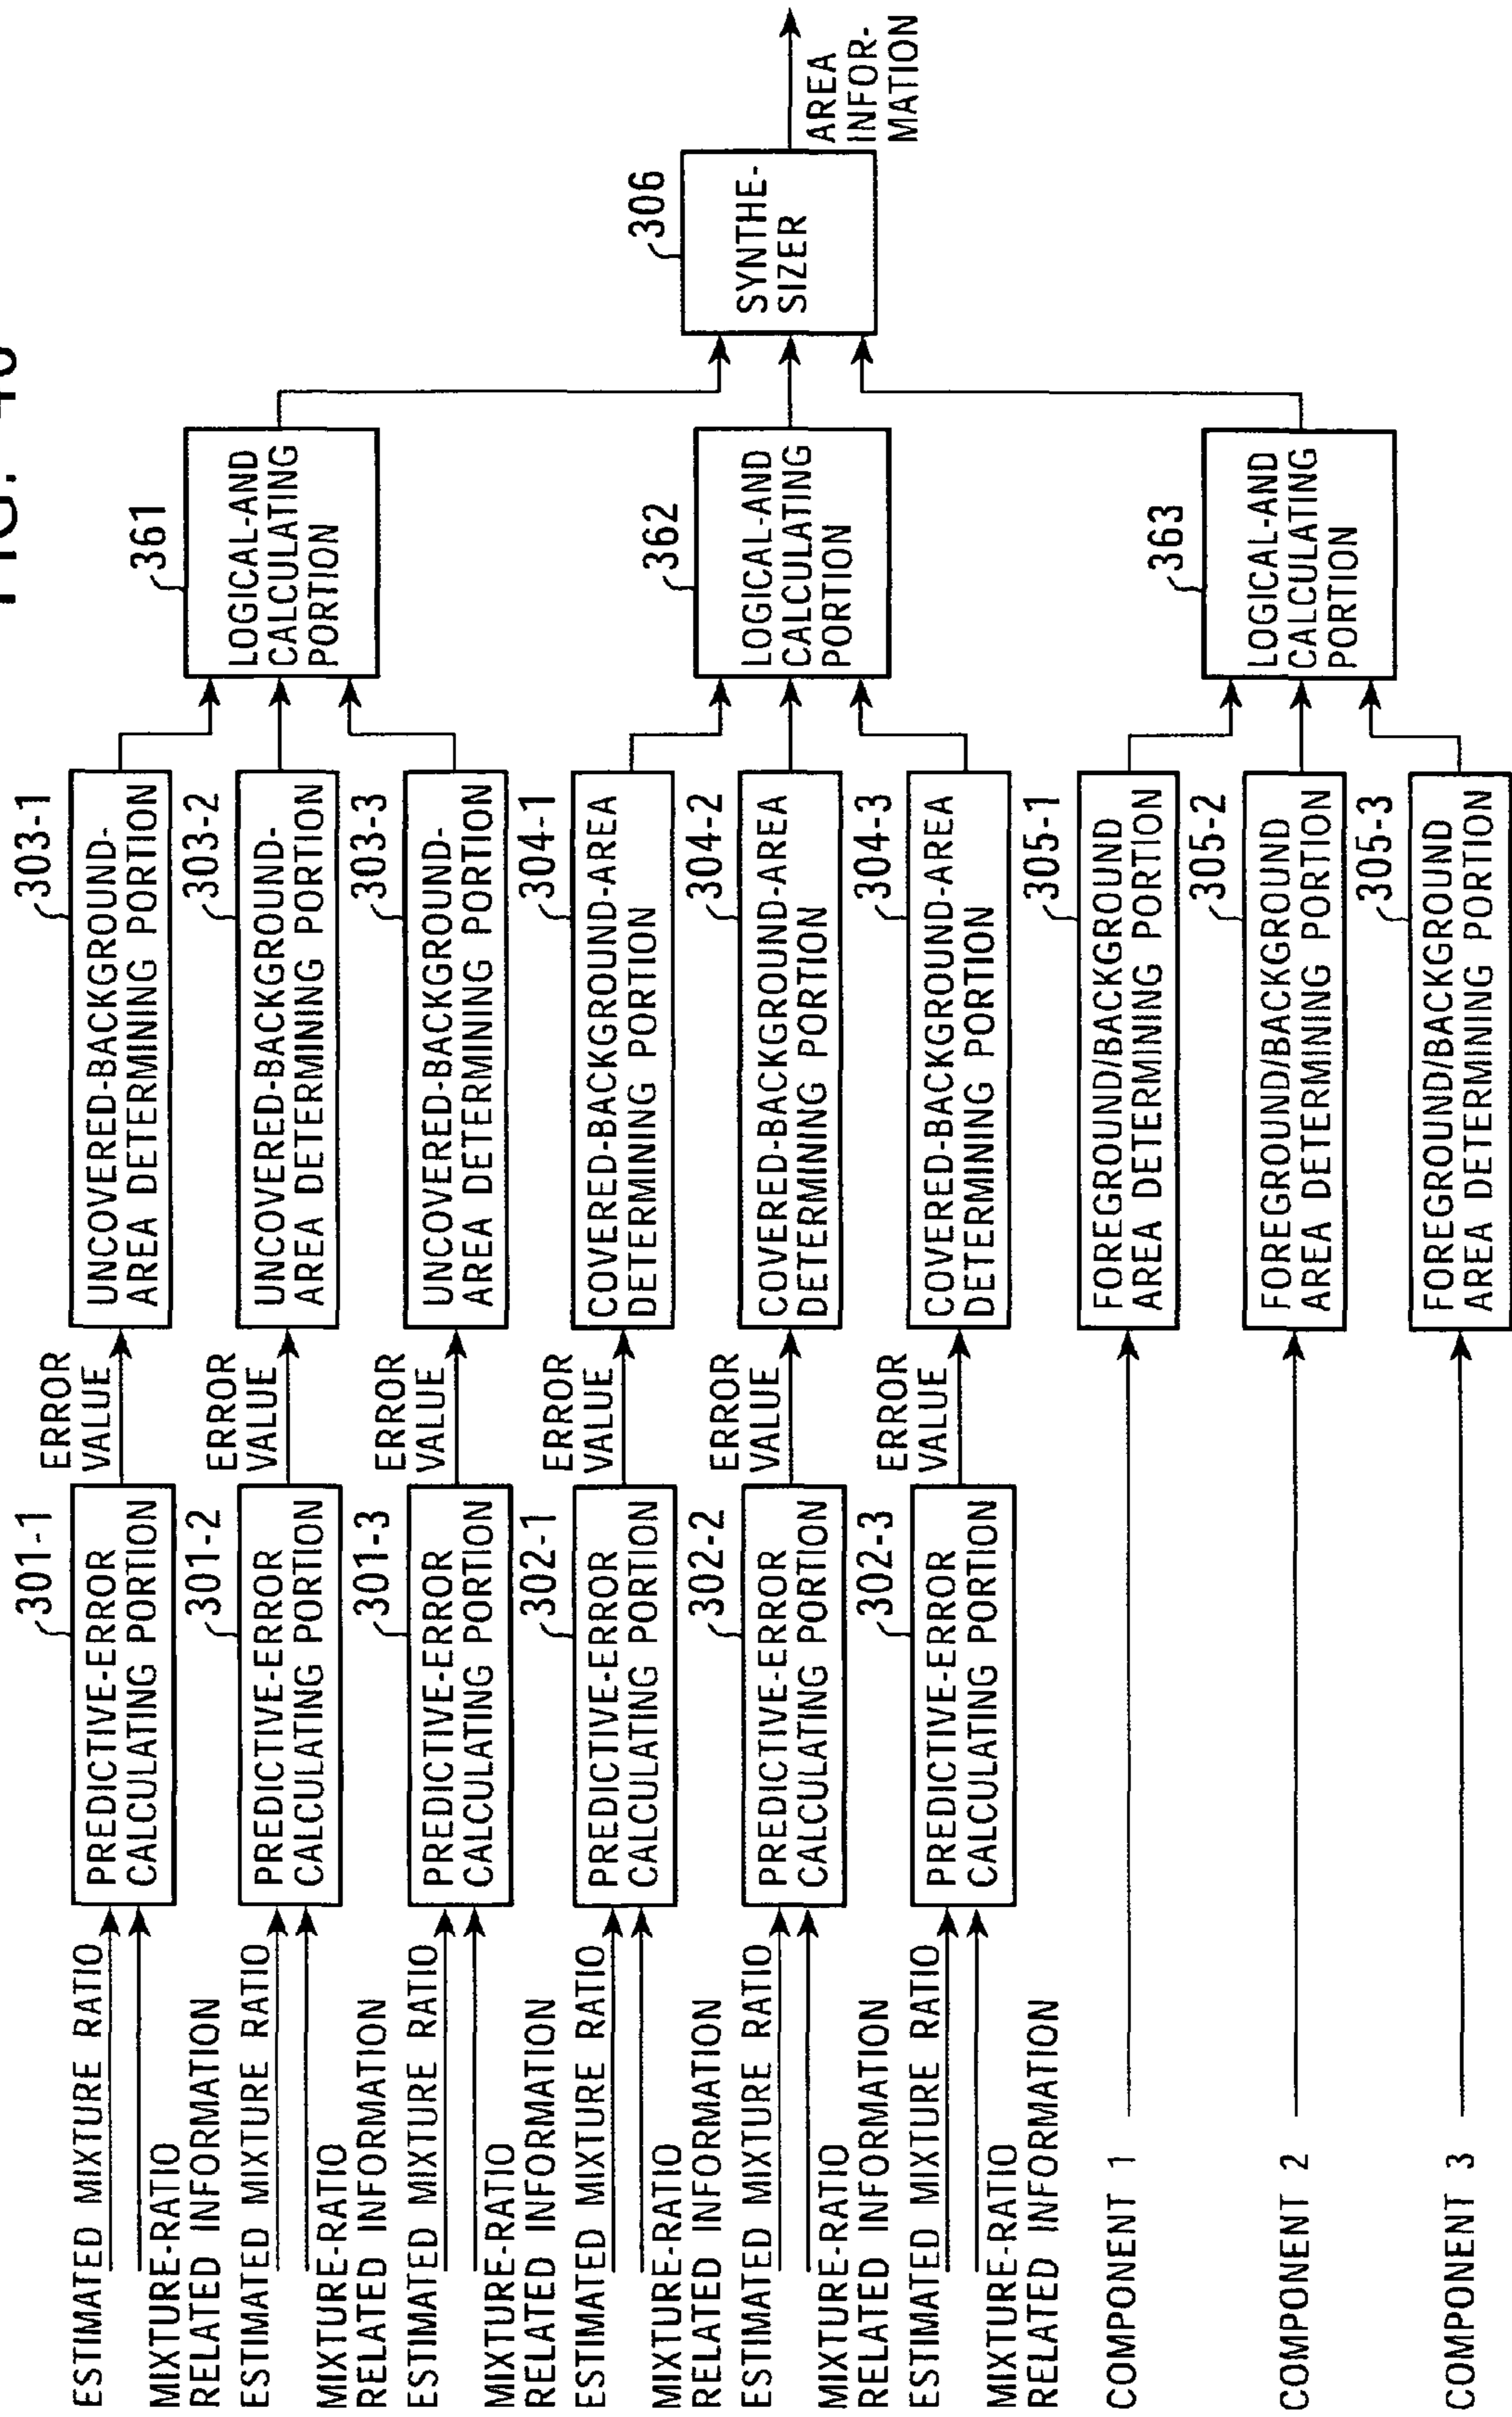 ESTIMATED MIXTURE RATIO
MIXTURE-RATIO
RELATED INFORMATION
301-1
PREDICTIVE-ERROR
CALCULATING PORTION
ERROR
VALUE
303-1
UNCOVERED-BACKGROUND-
AREA DETERMINING PORTION
ESTIMATED MIXTURE RATIO
MIXTURE-RATIO
RELATED INFORMATION
301-2
PREDICTIVE-ERROR
CALCULATING PORTION
ERROR
VALUE
303-2
UNCOVERED-BACKGROUND-
AREA DETERMINING PORTION
ESTIMATED MIXTURE RATIO
MIXTURE-RATIO
RELATED INFORMATION
301-3
PREDICTIVE-ERROR
CALCULATING PORTION
ERROR
VALUE
303-3
UNCOVERED-BACKGROUND-
AREA DETERMINING PORTION
361
LOGICAL-AND
CALCULATING
PORTION
ESTIMATED MIXTURE RATIO
MIXTURE-RATIO
RELATED INFORMATION
302-1
PREDICTIVE-ERROR
CALCULATING PORTION
ERROR
VALUE
304-1
COVERED-BACKGROUND-AREA
DETERMINING PORTION
ESTIMATED MIXTURE RATIO
MIXTURE-RATIO
RELATED INFORMATION
302-2
PREDICTIVE-ERROR
CALCULATING PORTION
ERROR
VALUE
304-2
COVERED-BACKGROUND-AREA
DETERMINING PORTION
ESTIMATED MIXTURE RATIO
MIXTURE-RATIO
RELATED INFORMATION
302-3
PREDICTIVE-ERROR
CALCULATING PORTION
ERROR
VALUE
304-3
COVERED-BACKGROUND-AREA
DETERMINING PORTION
362
LOGICAL-AND
CALCULATING
PORTION
306
SYNTHE-
SIZER
AREA
INFOR-
MATION
COMPONENT 1
305-1
FOREGROUND/BACKGROUND
AREA DETERMINING PORTION
COMPONENT 2
305-2
FOREGROUND/BACKGROUND
AREA DETERMINING PORTION
COMPONENT 3
305-3
FOREGROUND/BACKGROUND
AREA DETERMINING PORTION
363
LOGICAL-AND
CALCULATING
PORTION